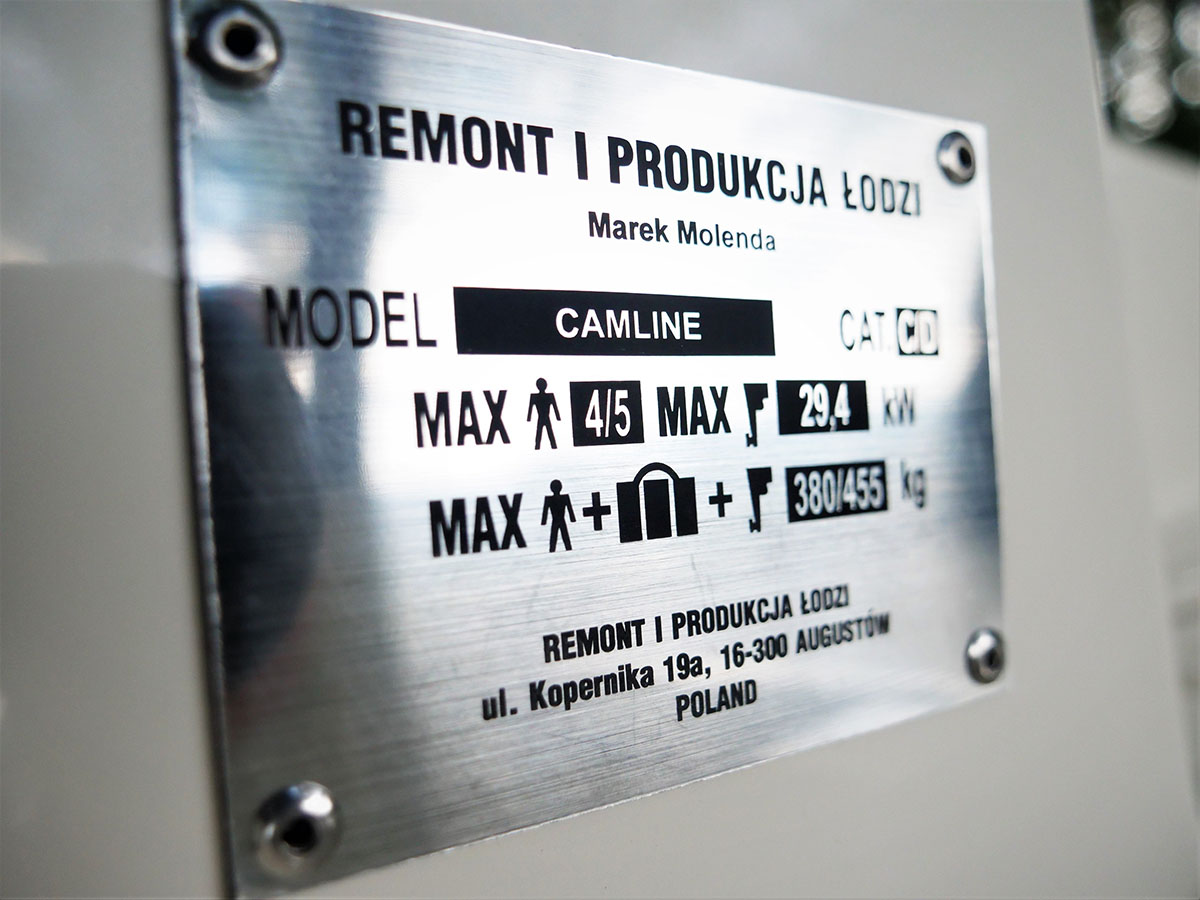 REMONT I PRODUKCJA ŁODZI
Marek Molenda
MODEL CAMLINE CAT. C D
MAX 4/5 MAX 29,4 kW
MAX + + 380/455 kg
REMONT I PRODUKCJA ŁODZI
ul. Kopernika 19a, 16-300 AUGUSTÓW
POLAND